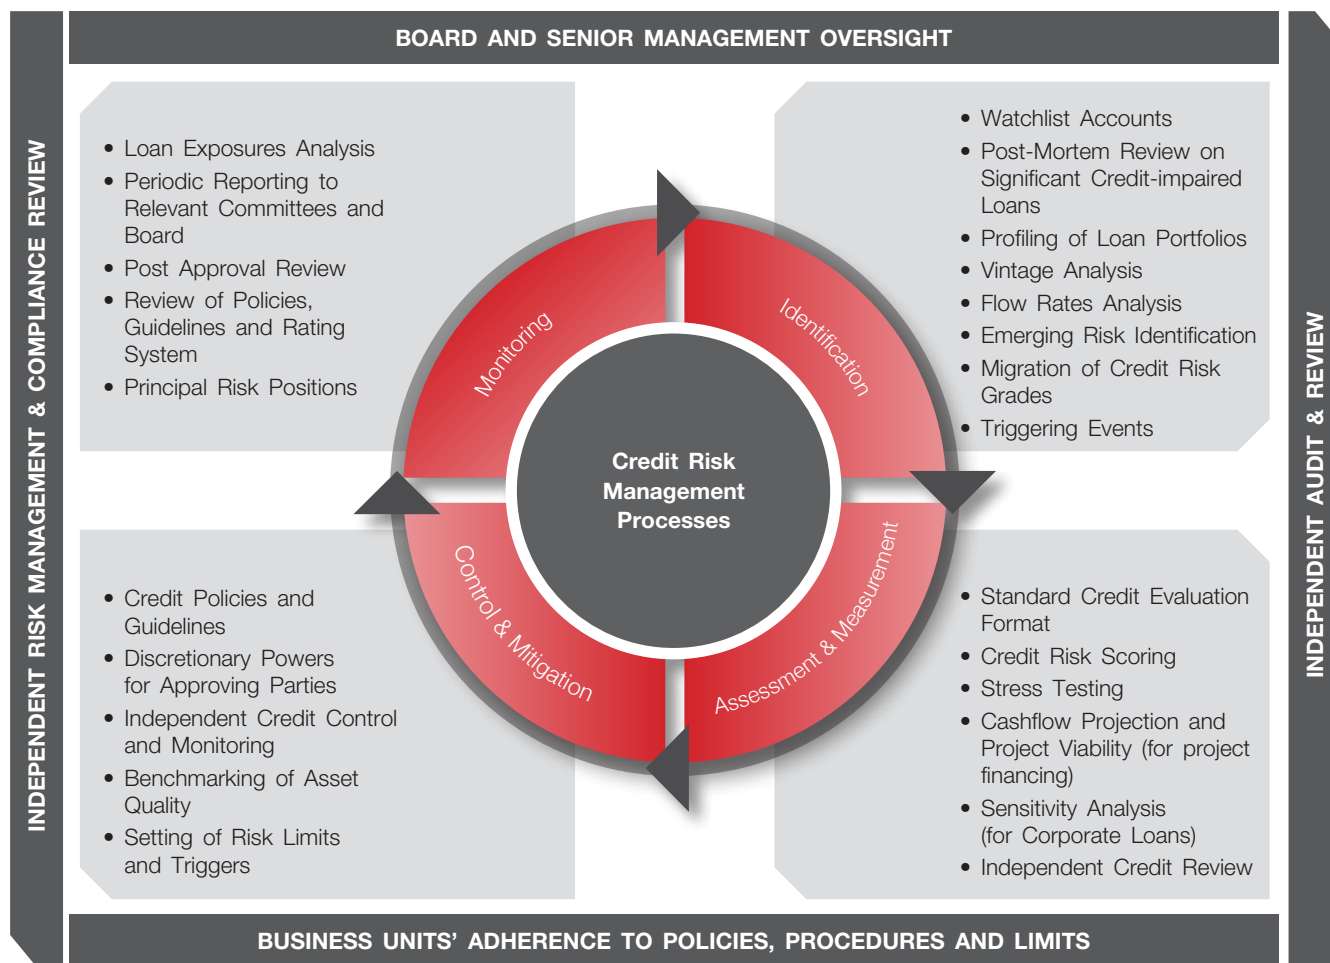 BOARD AND SENIOR MANAGEMENT OVERSIGHT
INDEPENDENT RISK MANAGEMENT & COMPLIANCE REVIEW
• Loan Exposures Analysis
• Periodic Reporting to
Relevant Committees and
Board
• Post Approval Review
• Review of Policies,
Guidelines and Rating
System
• Principal Risk Positions
• Watchlist Accounts
• Post-Mortem Review on
Significant Credit-impaired
Loans
• Profiling of Loan Portfolios
• Vintage Analysis
• Flow Rates Analysis
• Emerging Risk Identification
• Migration of Credit Risk
Grades
• Triggering Events
Monitoring
Identification
Credit Risk
Management
Processes
Control & Mitigation
Assessment & Measurement
• Credit Policies and
Guidelines
• Discretionary Powers
for Approving Parties
• Independent Credit Control
and Monitoring
• Benchmarking of Asset
Quality
• Setting of Risk Limits
and Triggers
• Standard Credit Evaluation
Format
• Credit Risk Scoring
• Stress Testing
• Cashflow Projection and
Project Viability (for project
financing)
• Sensitivity Analysis
(for Corporate Loans)
• Independent Credit Review
INDEPENDENT AUDIT & REVIEW
BUSINESS UNITS' ADHERENCE TO POLICIES, PROCEDURES AND LIMITS